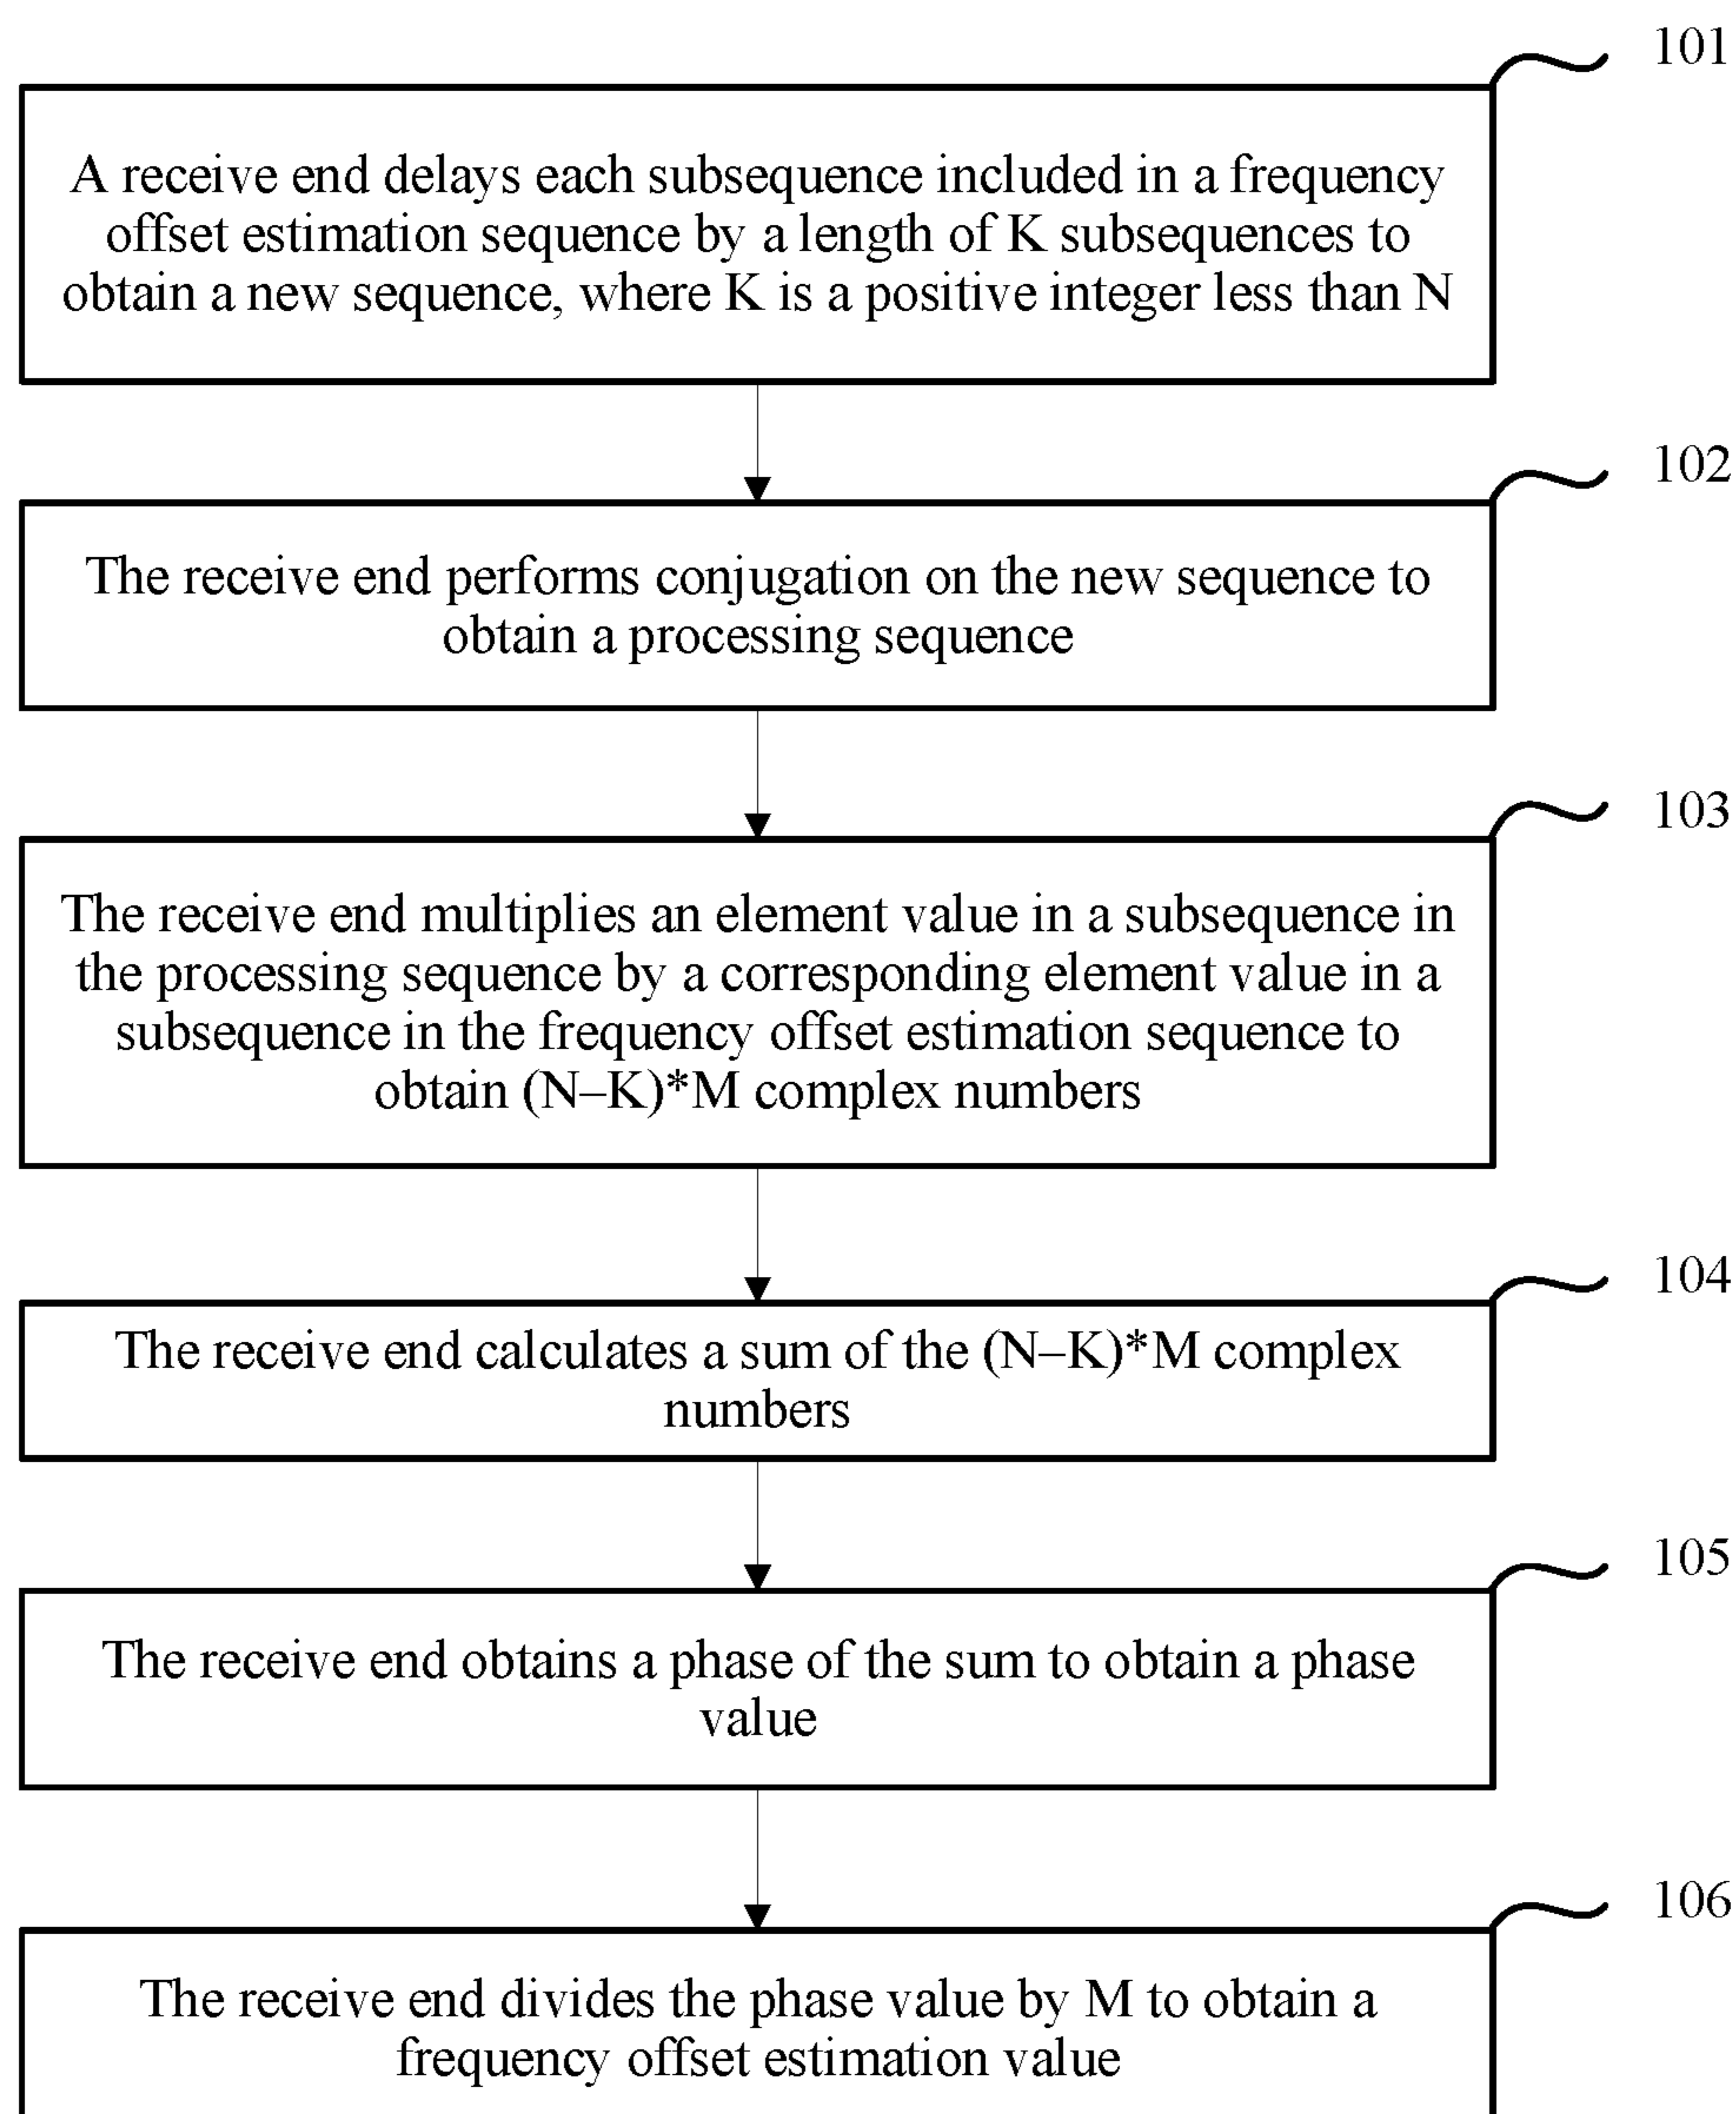 101
A receive end delays each subsequence included in a frequency
offset estimation sequence by a length of K subsequences to
obtain a new sequence, where K is a positive integer less than N
102
The receive end performs conjugation on the new sequence to
obtain a processing sequence
103
The receive end multiplies an element value in a subsequence in
the processing sequence by a corresponding element value in a
subsequence in the frequency offset estimation sequence to
obtain (N–K)*M complex numbers
104
The receive end calculates a sum of the (N–K)*M complex
numbers
105
The receive end obtains a phase of the sum to obtain a phase
value
106
The receive end divides the phase value by M to obtain a
frequency offset estimation value